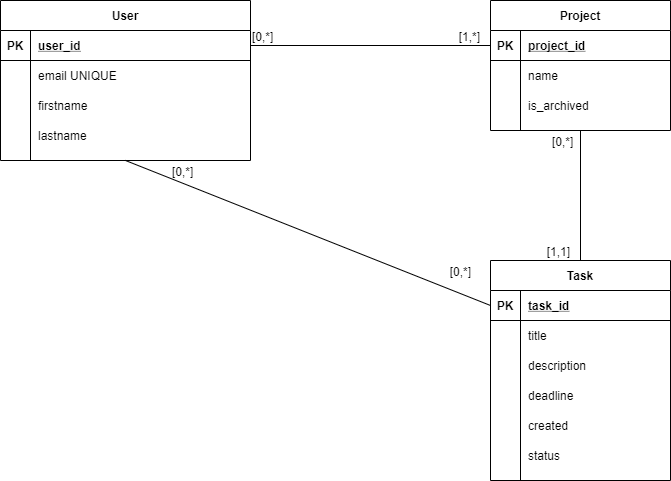 User
PK user_id
email UNIQUE
firstname
lastname
[0,*]
[1,*]
Project
PK project_id
name
is_archived
[0,*]
[0,*]
[1,1]
[0,*]
Task
PK task_id
title
description
deadline
created
status